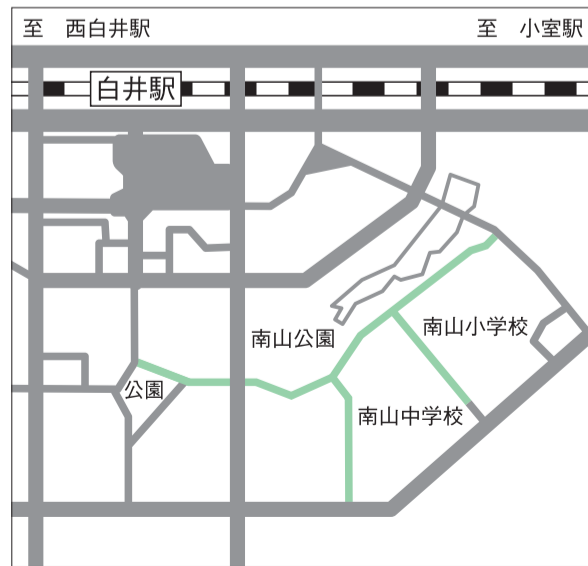 至 西白井駅
至 小室駅
白井駅
南山公園
南山小学校
公園
南山中学校